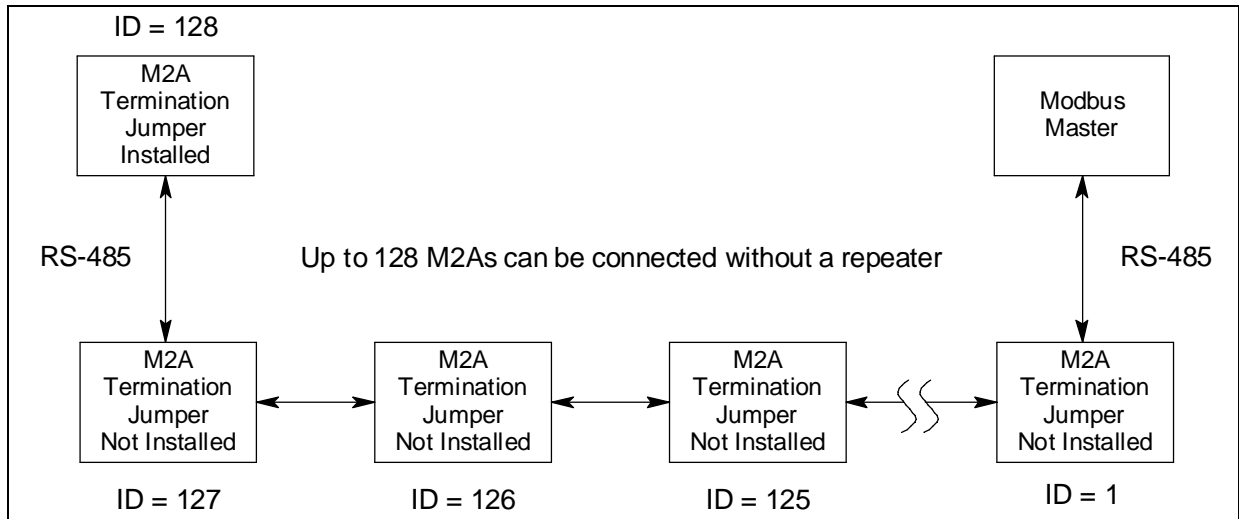 ID = 128
M2A
Termination
Jumper
Installed
Modbus
Master
RS-485
Up to 128 M2As can be connected without a repeater
RS-485
M2A
Termination
Jumper
Not Installed
M2A
Termination
Jumper
Not Installed
M2A
Termination
Jumper
Not Installed
M2A
Termination
Jumper
Not Installed
ID = 127
ID = 126
ID = 125
ID = 1